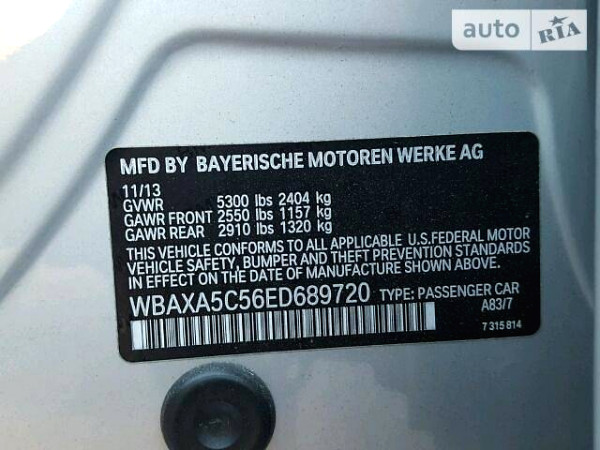 auto RIA
MFD BY BAYERISCHE MOTOREN WERKE AG
11/13
GVWR 5300 lbs 2404 kg
GAWR FRONT 2550 lbs 1157 kg
GAWR REAR 2910 lbs 1320 kg
THIS VEHICLE CONFORMS TO ALL APPLICABLE U.S.FEDERAL MOTOR
VEHICLE SAFETY, BUMPER AND THEFT PREVENTION STANDARDS
IN EFFECT ON THE DATE OF MANUFACTURE SHOWN ABOVE.
WBAXA5C56ED689720 TYPE: PASSENGER CAR
A83/7
7 315 814